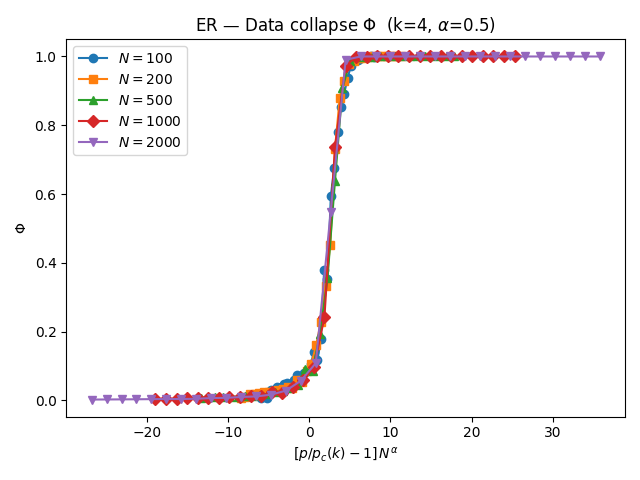 ER — Data collapse Φ (k=4, α=0.5)
1.0
0.8
0.6
0.4
0.2
0.0
Φ
N = 100
N = 200
N = 500
N = 1000
N = 2000
−20
−10
0
10
20
30
[p/p_c(k) − 1] N^α